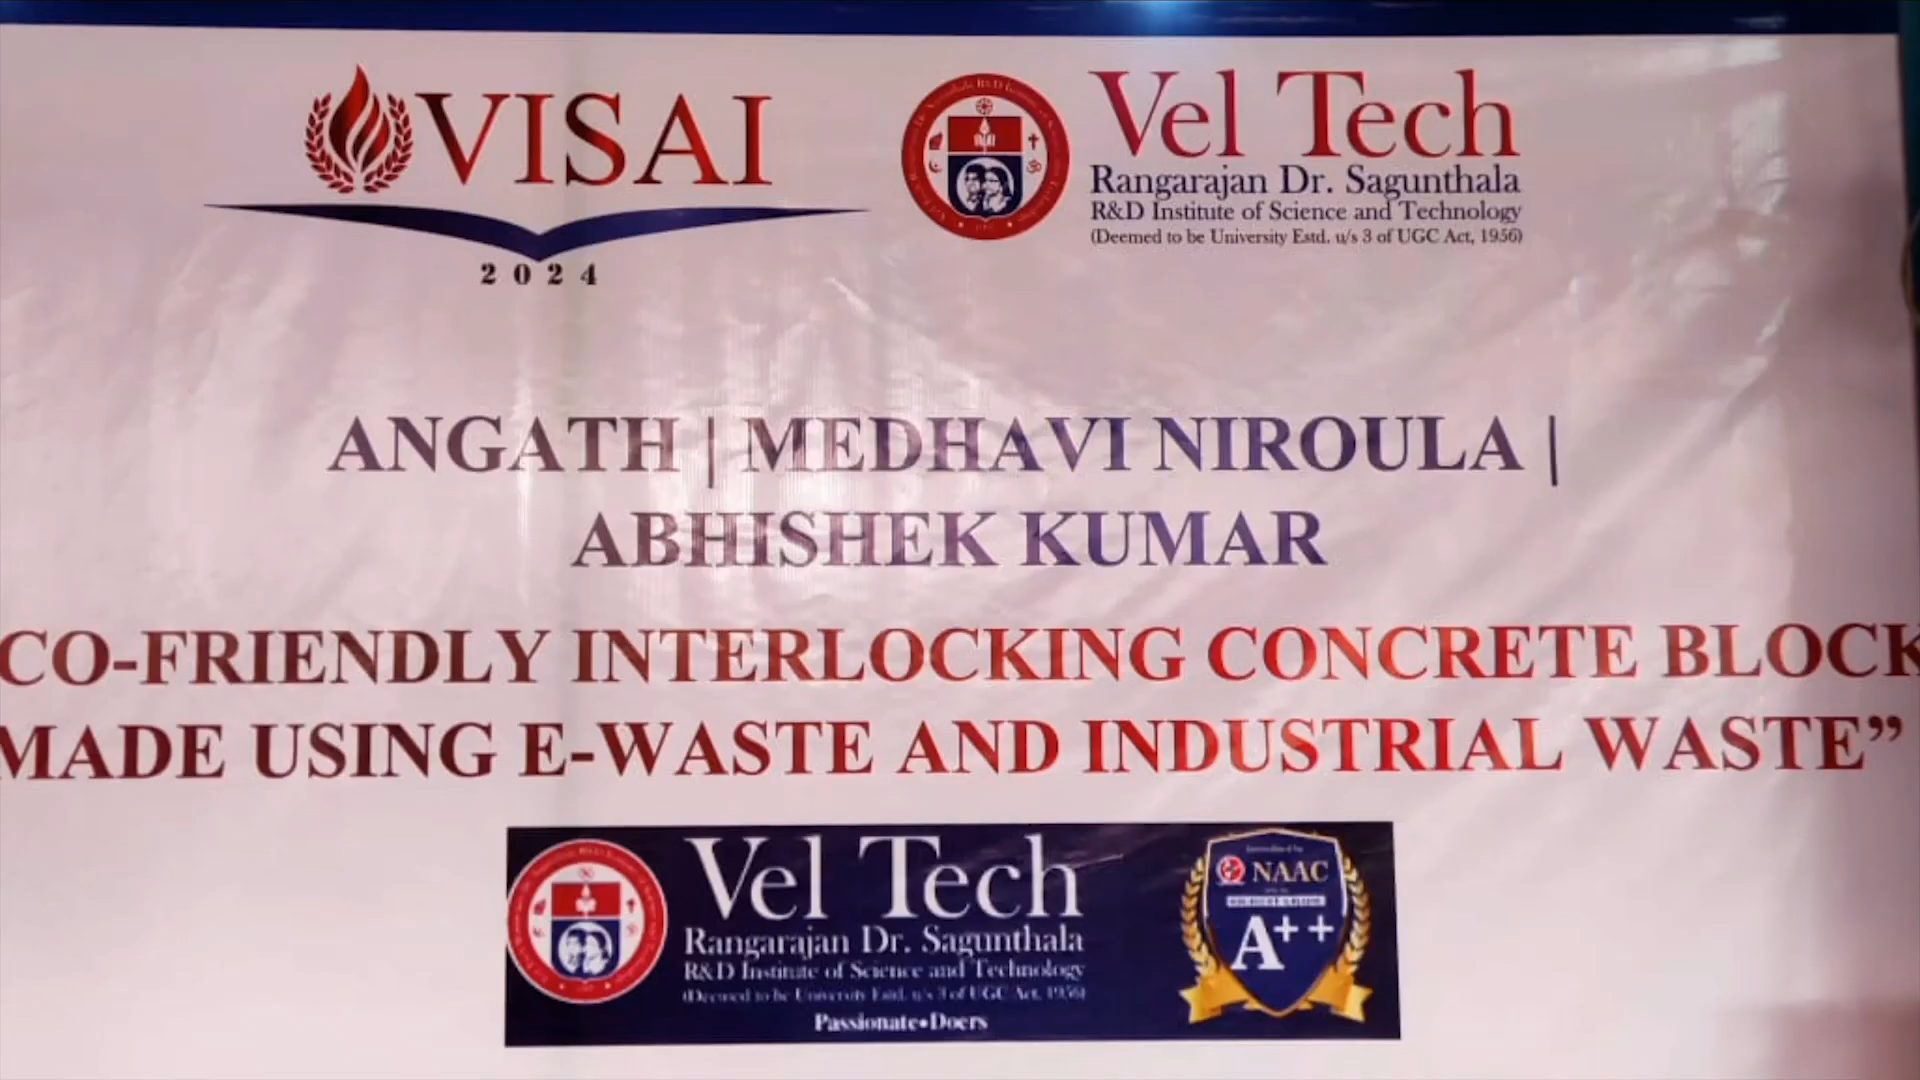 VISAI
2024
Vel Tech
Rangarajan Dr. Sagunthala
R&D Institute of Science and Technology
(Deemed to be University Estd. u/s 3 of UGC Act, 1956)
ANGATH | MEDHAVI NIROULA |
ABHISHEK KUMAR
CO-FRIENDLY INTERLOCKING CONCRETE BLOCK
MADE USING E-WASTE AND INDUSTRIAL WASTE”
Vel Tech
Rangarajan Dr. Sagunthala
R&D Institute of Science and Technology
(Deemed to be University Estd. u/s 3 of UGC Act, 1956)
Passionate•Doers
NAAC
A++